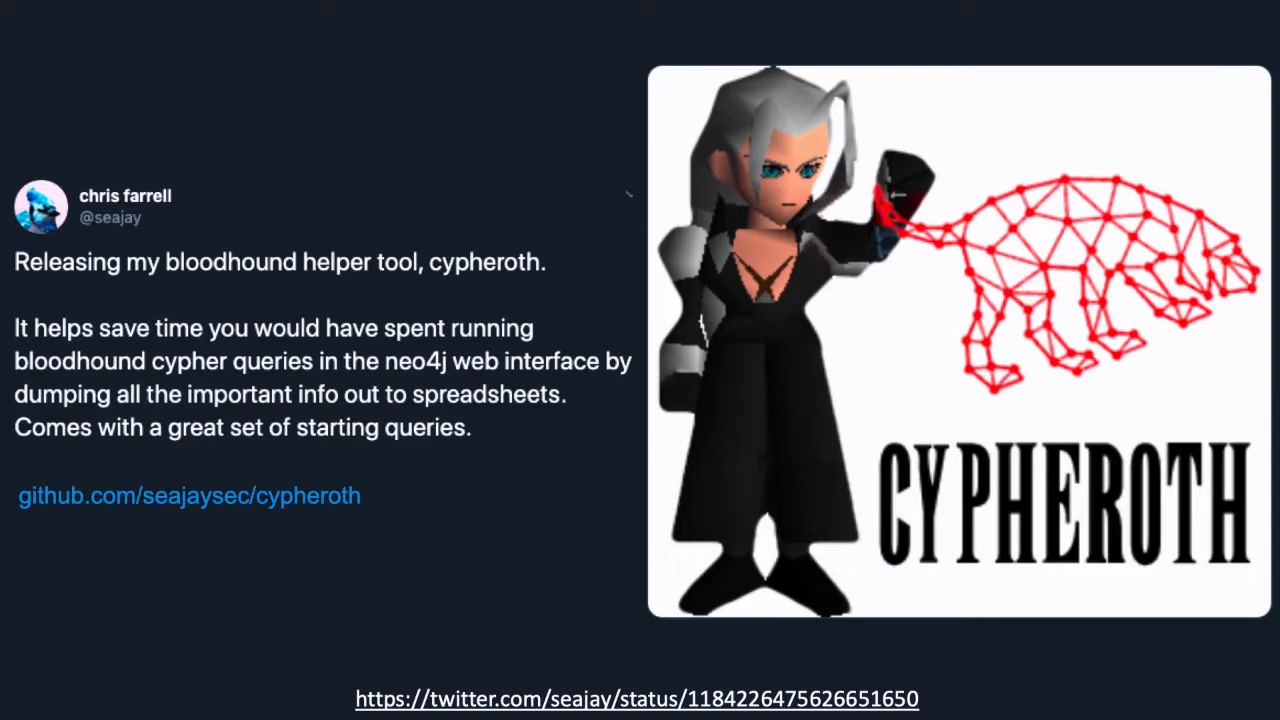 chris farrell
@seajay
Releasing my bloodhound helper tool, cypheroth.
It helps save time you would have spent running
bloodhound cypher queries in the neo4j web interface by
dumping all the important info out to spreadsheets.
Comes with a great set of starting queries.
github.com/seajaysec/cypheroth
CYPHEROTH
https://twitter.com/seajay/status/1184226475626651650